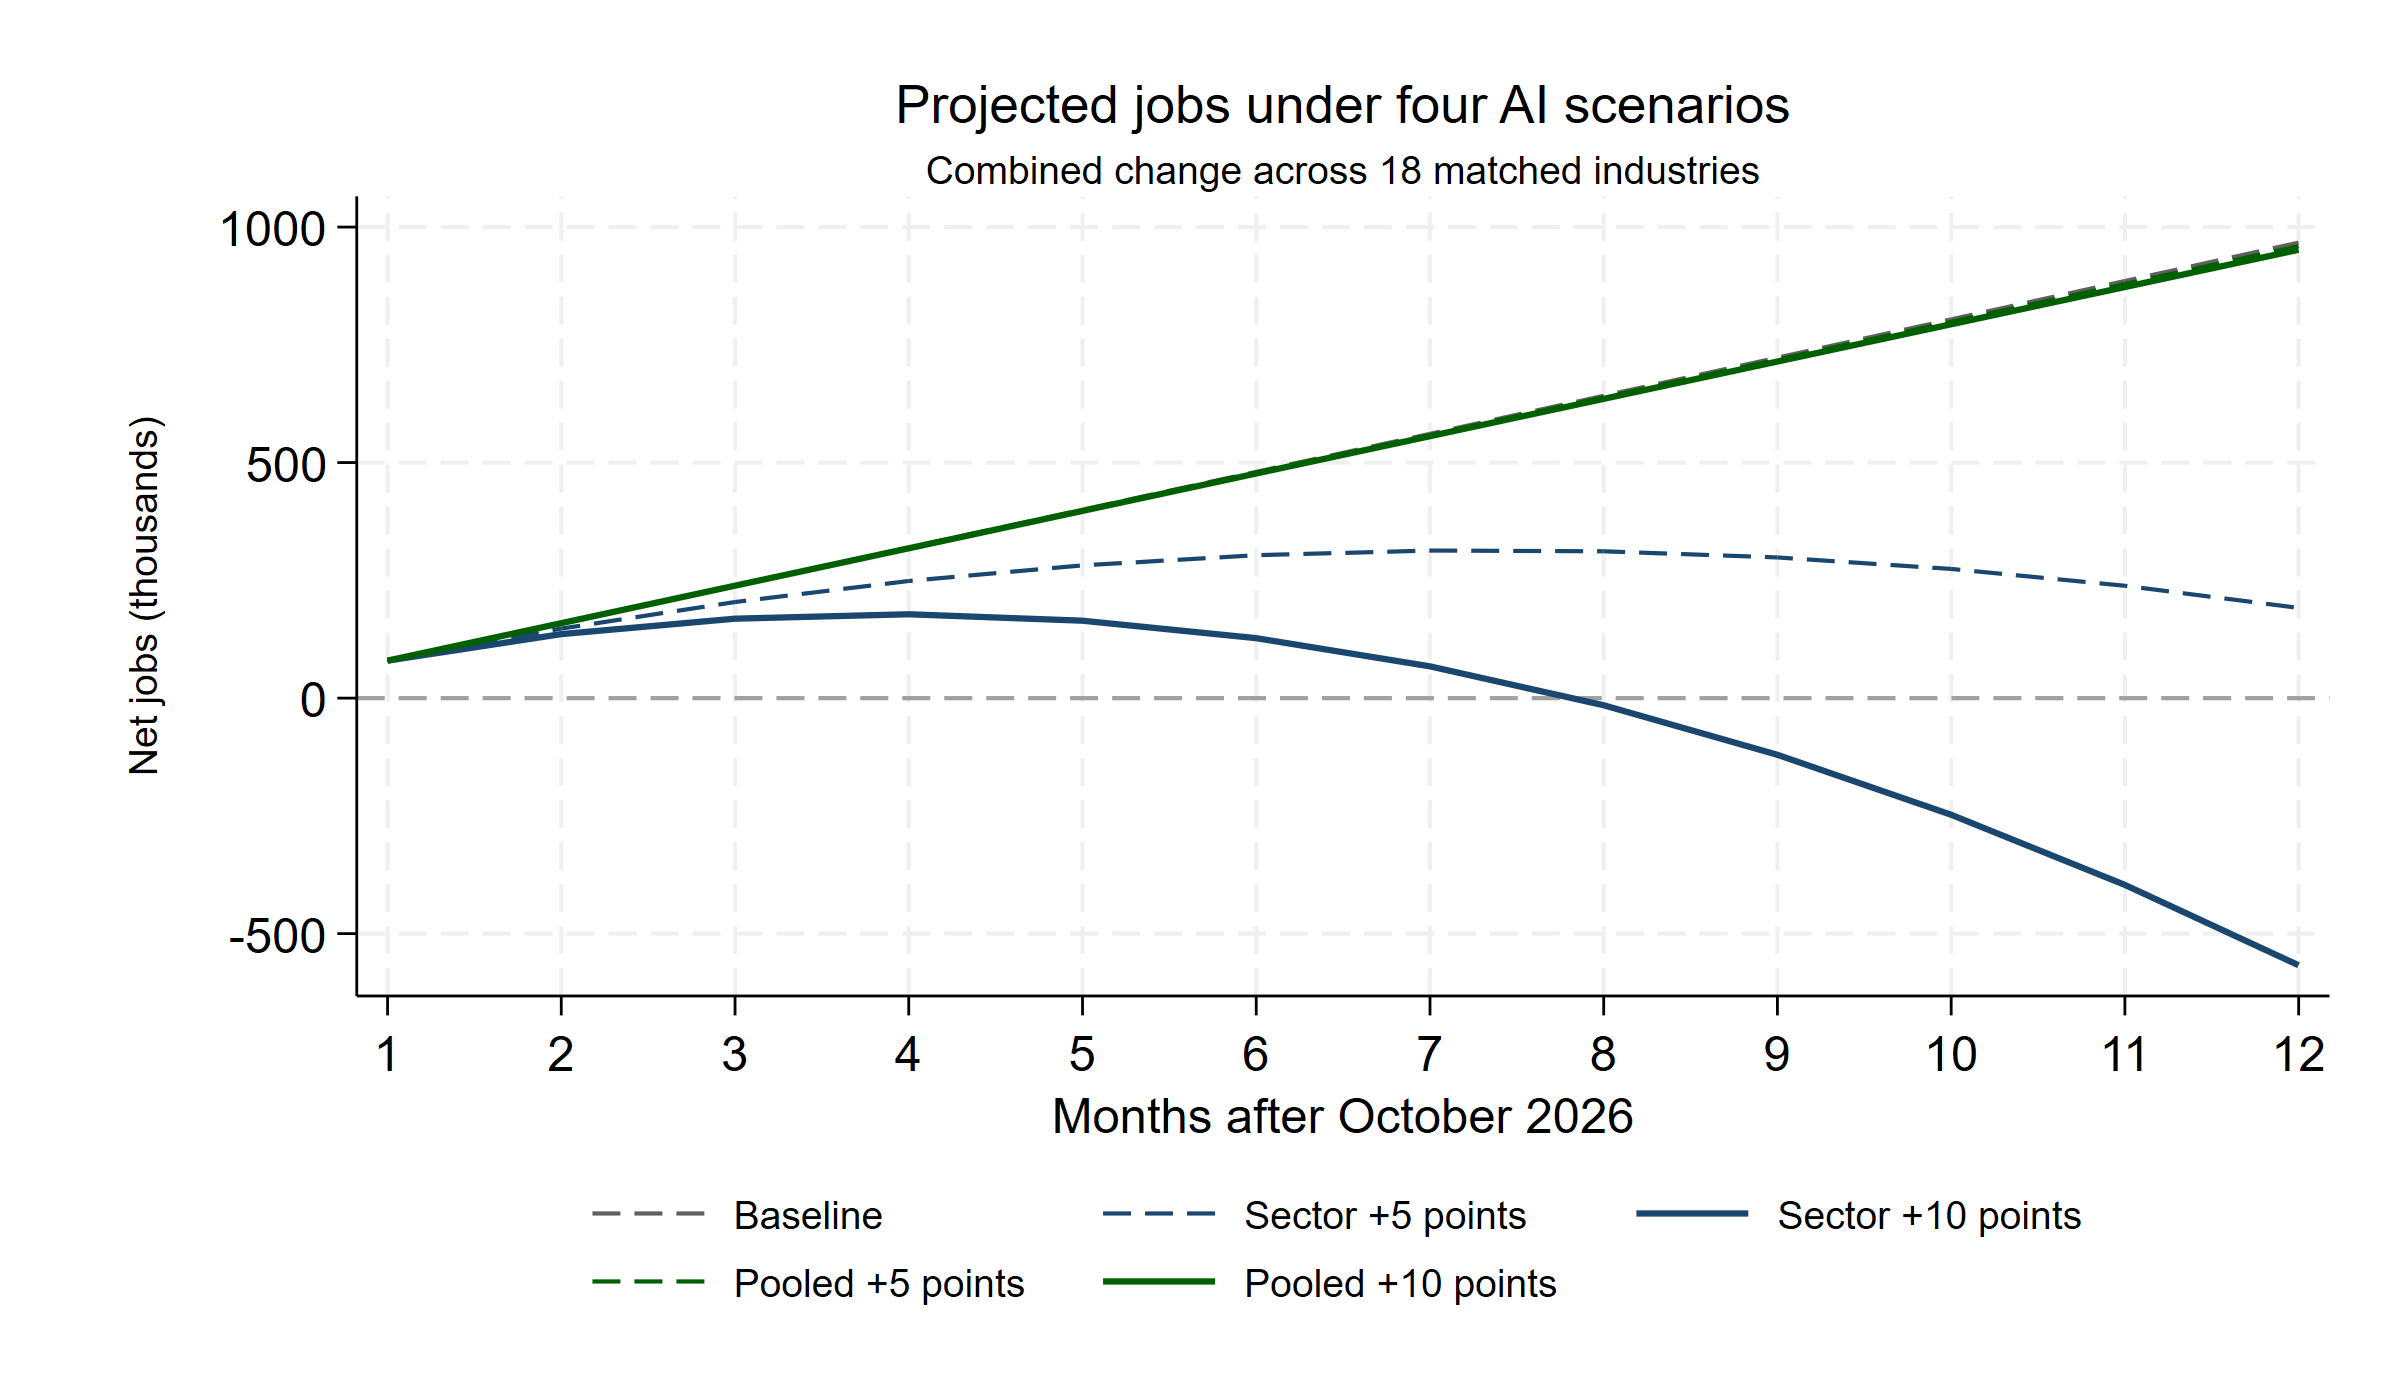 Projected jobs under four AI scenarios
Combined change across 18 matched industries
Net jobs (thousands)
1000
500
0
-500
1 2 3 4 5 6 7 8 9 10 11 12
Months after October 2026
Baseline Sector +5 points Sector +10 points
Pooled +5 points Pooled +10 points